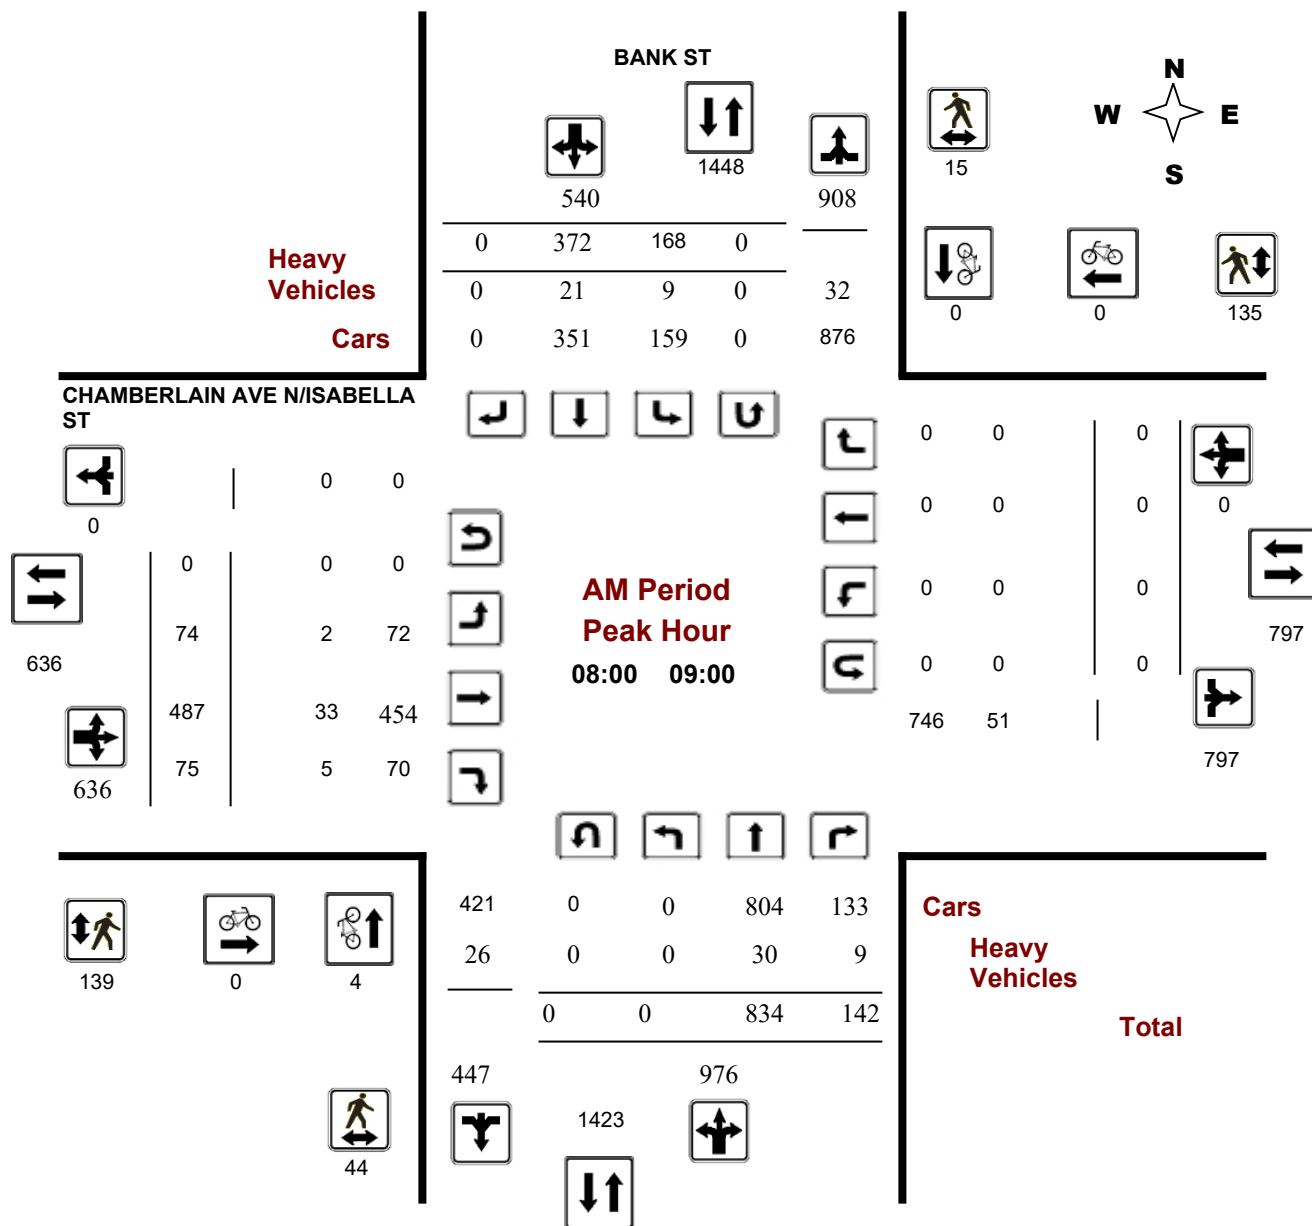 BANK ST
N
W E
S
1448
15
540
908
0 372 168 0
Heavy
Vehicles
0 21 9 0 32
0 0 135
Cars
0 351 159 0 876
CHAMBERLAIN AVE N/ISABELLA
ST
0 0 0
0 0
0
0 0 0
0
0 0 0
AM Period
0 0 0
74 2 72
Peak Hour
797
636
08:00 09:00
0 0 0
487 33 454
746 51
797
75 5 70
636
421 0 0 804 133
Cars
26 0 0 30 9
Heavy
Vehicles
139 0 4
0 0 834 142
Total
447 976
1423
44